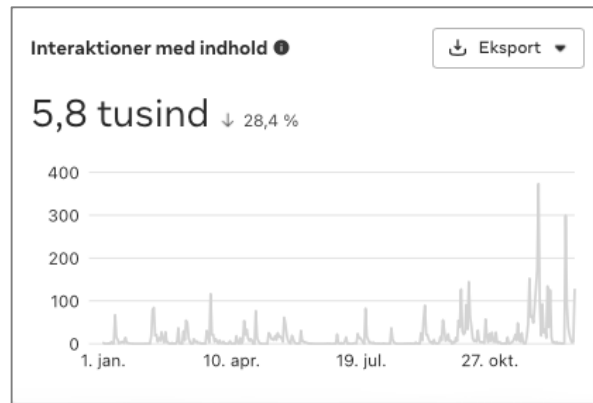 Interaktioner med indhold
Eksport
5,8 tusind ↓ 28,4 %
400
300
200
100
0
1. jan. 10. apr. 19. jul. 27. okt.